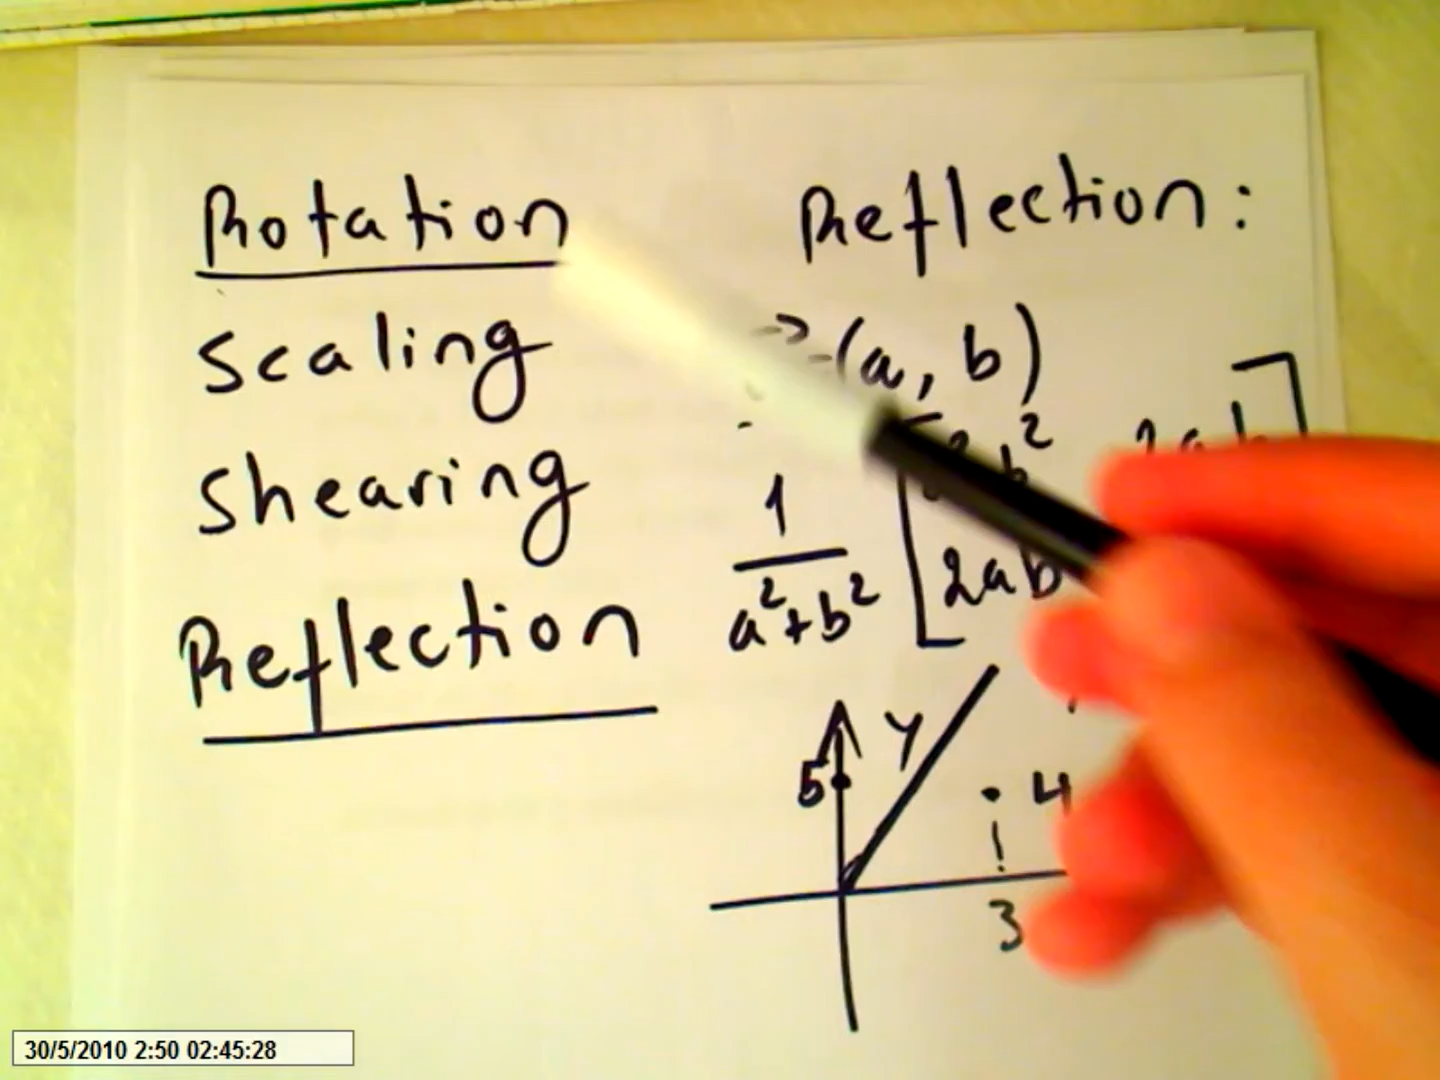 Rotation
Scaling
Shearing
Reflection
Reflection:
(a, b)
1
a²+b²
2ab
y
5
4
3
30/5/2010 2:50 02:45:28